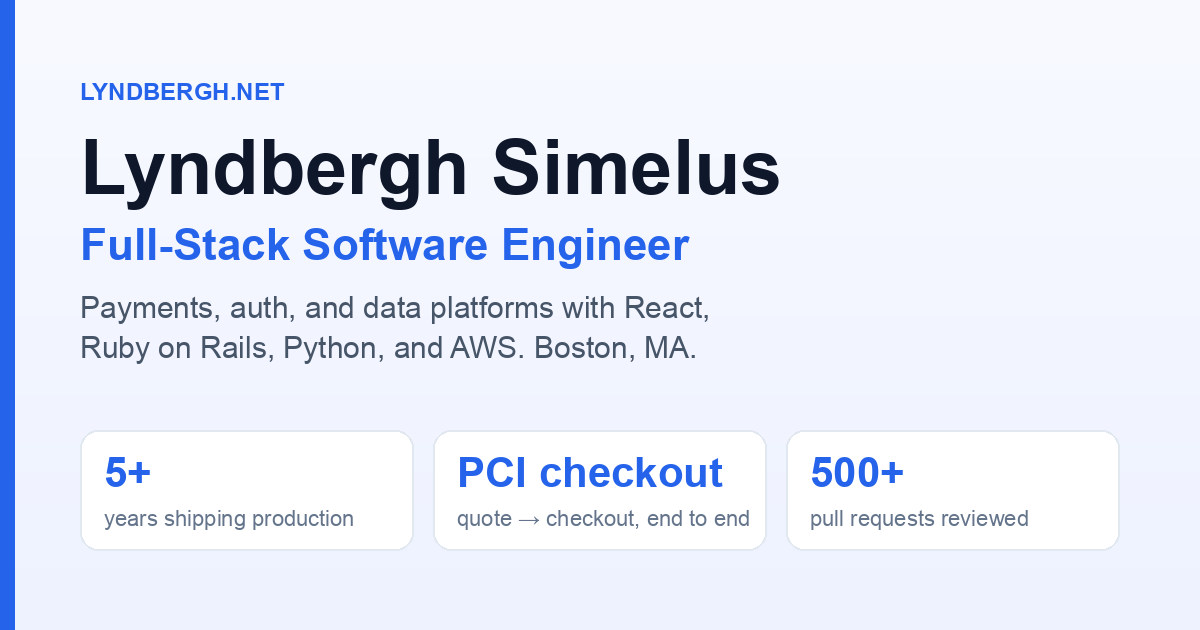 LYNDBERGH.NET
Lyndbergh Simelus
Full-Stack Software Engineer
Payments, auth, and data platforms with React,
Ruby on Rails, Python, and AWS. Boston, MA.
5+
years shipping production
PCI checkout
quote → checkout, end to end
500+
pull requests reviewed